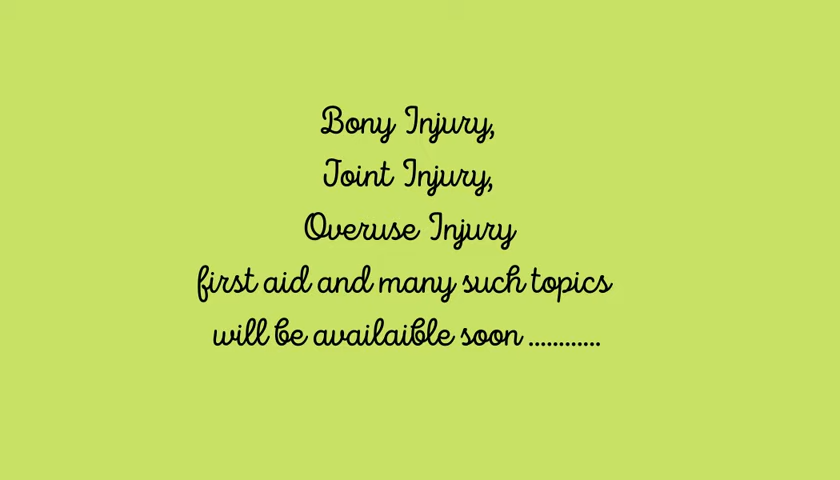 Bony Injury,
Joint Injury,
Overuse Injury
first aid and many such topics
will be availaible soon ............